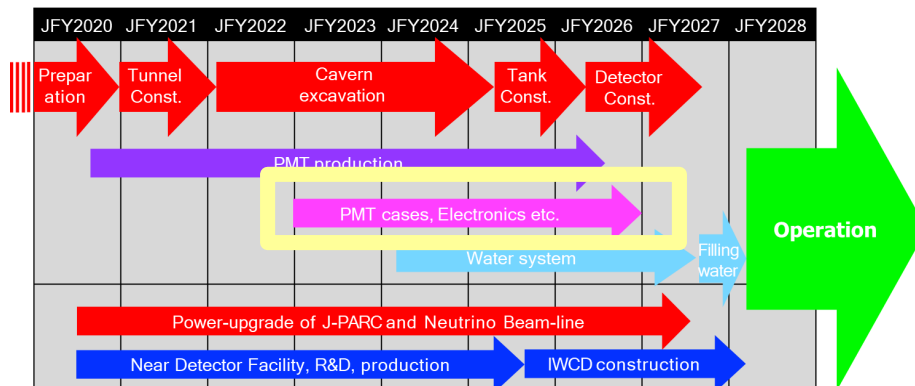 JFY2020 JFY2021 JFY2022 JFY2023 JFY2024 JFY2025 JFY2026 JFY2027 JFY2028
Prepar
ation
Tunnel
Const.
Cavern
excavation
Tank
Const.
Detector
Const.
PMT production
PMT cases, Electronics etc.
Water system
Filling
water
Operation
Power-upgrade of J-PARC and Neutrino Beam-line
Near Detector Facility, R&D, production
IWCD construction